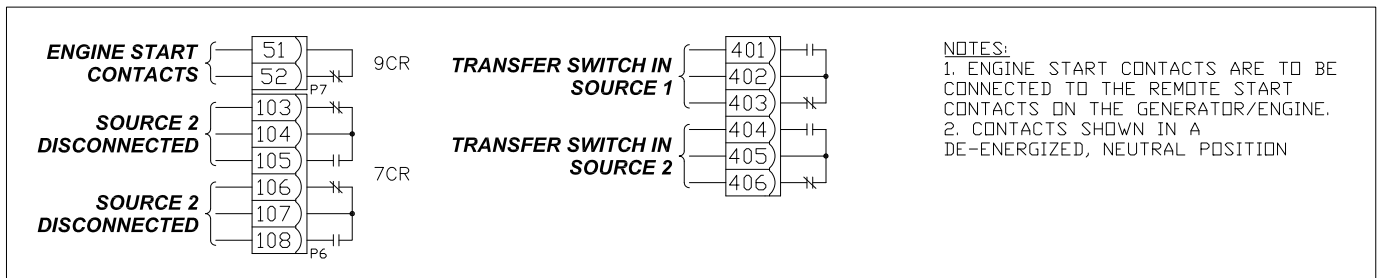 ENGINE START
CONTACTS
51
52
9CR
P7
SOURCE 2
DISCONNECTED
103
104
105
7CR
SOURCE 2
DISCONNECTED
106
107
108
P6
TRANSFER SWITCH IN
SOURCE 1
401
402
403
TRANSFER SWITCH IN
SOURCE 2
404
405
406
NOTES:
1. ENGINE START CONTACTS ARE TO BE
CONNECTED TO THE REMOTE START
CONTACTS ON THE GENERATOR/ENGINE.
2. CONTACTS SHOWN IN A
DE-ENERGIZED, NEUTRAL POSITION